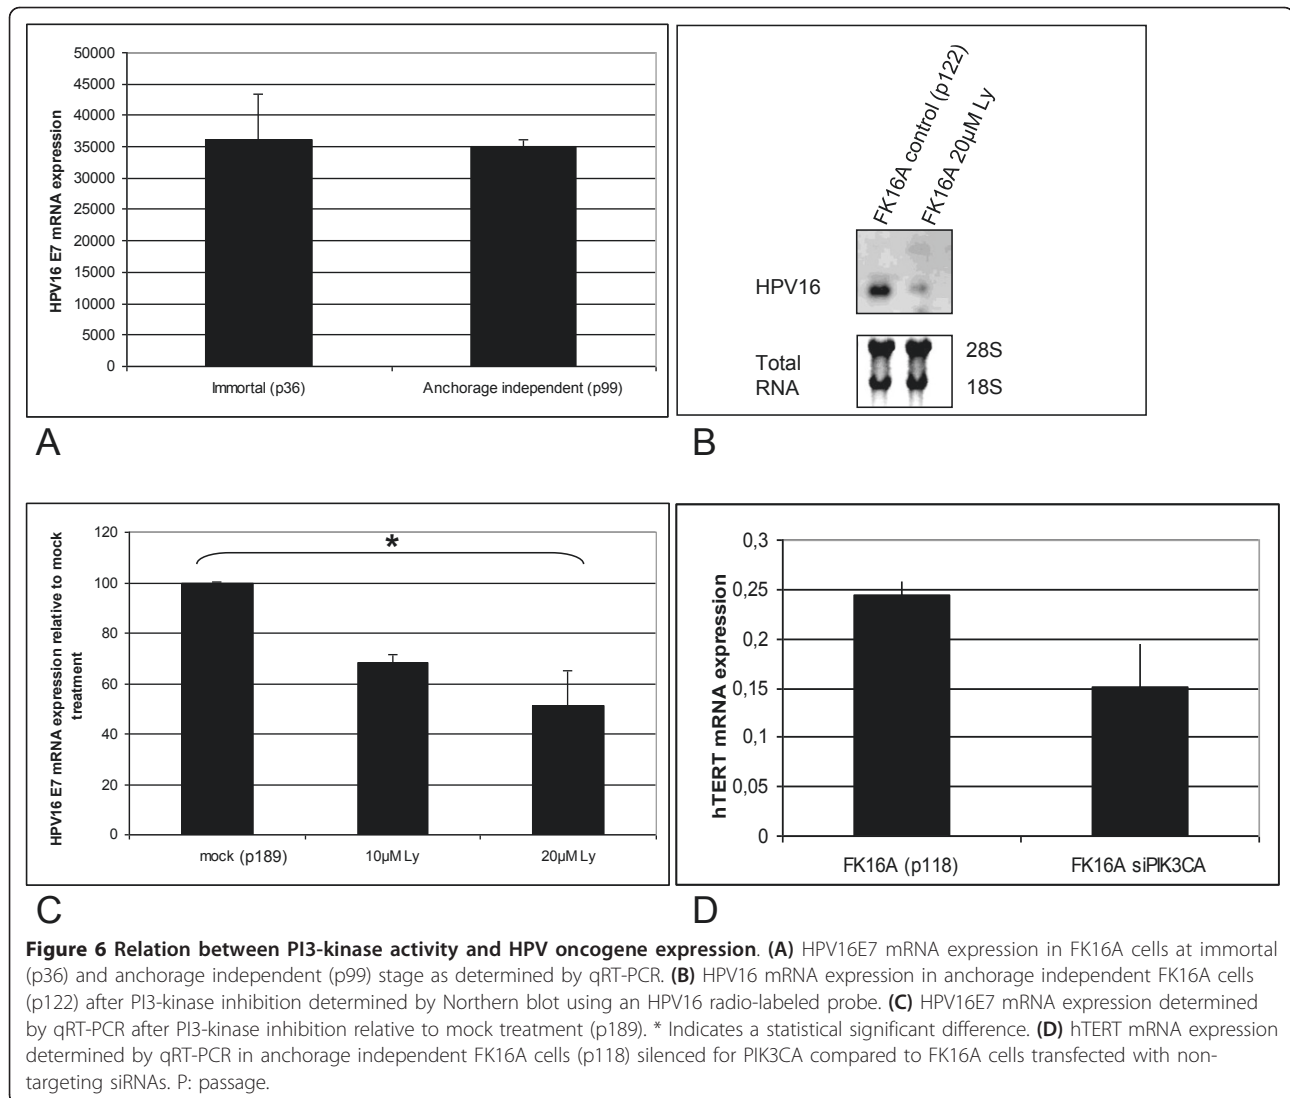 50000
45000
40000
35000
30000
25000
20000
15000
10000
5000
0
HPV16 E7 mRNA expression
Immortal (p36)
Anchorage independent (p99)
A
FK16A control (p122)
FK16A 20µM Ly
HPV16
Total
RNA
28S
18S
B
120
100
80
60
40
20
0
HPV16 E7 mRNA expression relative to mock
treatment
*
mock (p189)
10µM Ly
20µM Ly
C
0,3
0,25
0,2
0,15
0,1
0,05
0
hTERT mRNA expression
FK16A (p118)
FK16A siPIK3CA
D
Figure 6 Relation between PI3-kinase activity and HPV oncogene expression. (A) HPV16E7 mRNA expression in FK16A cells at immortal
(p36) and anchorage independent (p99) stage as determined by qRT-PCR. (B) HPV16 mRNA expression in anchorage independent FK16A cells
(p122) after PI3-kinase inhibition determined by Northern blot using an HPV16 radio-labeled probe. (C) HPV16E7 mRNA expression determined
by qRT-PCR after PI3-kinase inhibition relative to mock treatment (p189). * Indicates a statistical significant difference. (D) hTERT mRNA expression
determined by qRT-PCR in anchorage independent FK16A cells (p118) silenced for PIK3CA compared to FK16A cells transfected with non-
targeting siRNAs. P: passage.